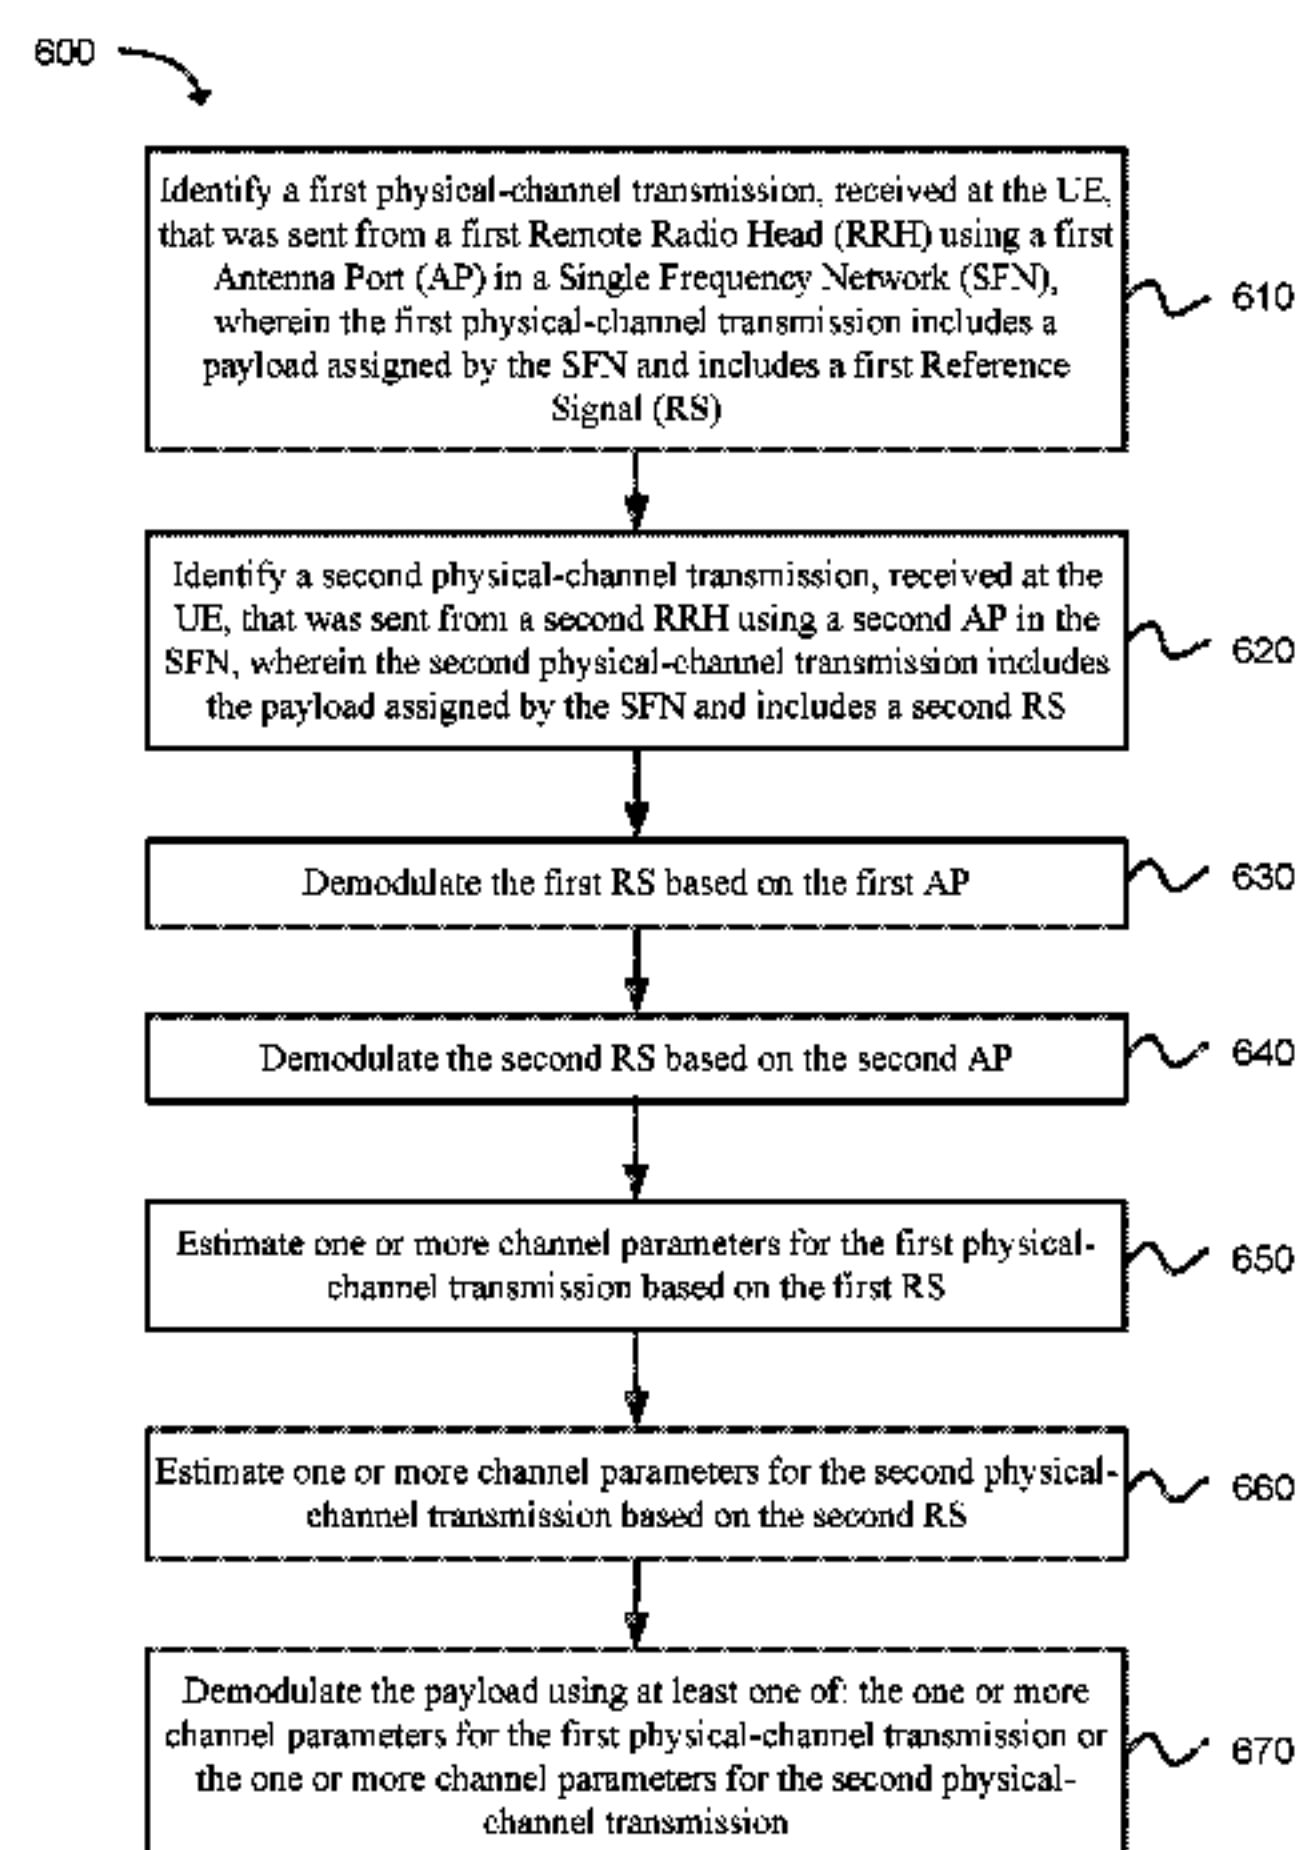 600
Identify a first physical-channel transmission, received at the UE,
that was sent from a first Remote Radio Head (RRH) using a first
Antenna Port (AP) in a Single Frequency Network (SFN),
wherein the first physical-channel transmission includes a
payload assigned by the SFN and includes a first Reference
Signal (RS)
610
Identify a second physical-channel transmission, received at the
UE, that was sent from a second RRH using a second AP in the
SFN, wherein the second physical-channel transmission includes
the payload assigned by the SFN and includes a second RS
620
Demodulate the first RS based on the first AP
630
Demodulate the second RS based on the second AP
640
Estimate one or more channel parameters for the first physical-
channel transmission based on the first RS
650
Estimate one or more channel parameters for the second physical-
channel transmission based on the second RS
660
Demodulate the payload using at least one of: the one or more
channel parameters for the first physical-channel transmission or
the one or more channel parameters for the second physical-
channel transmission
670